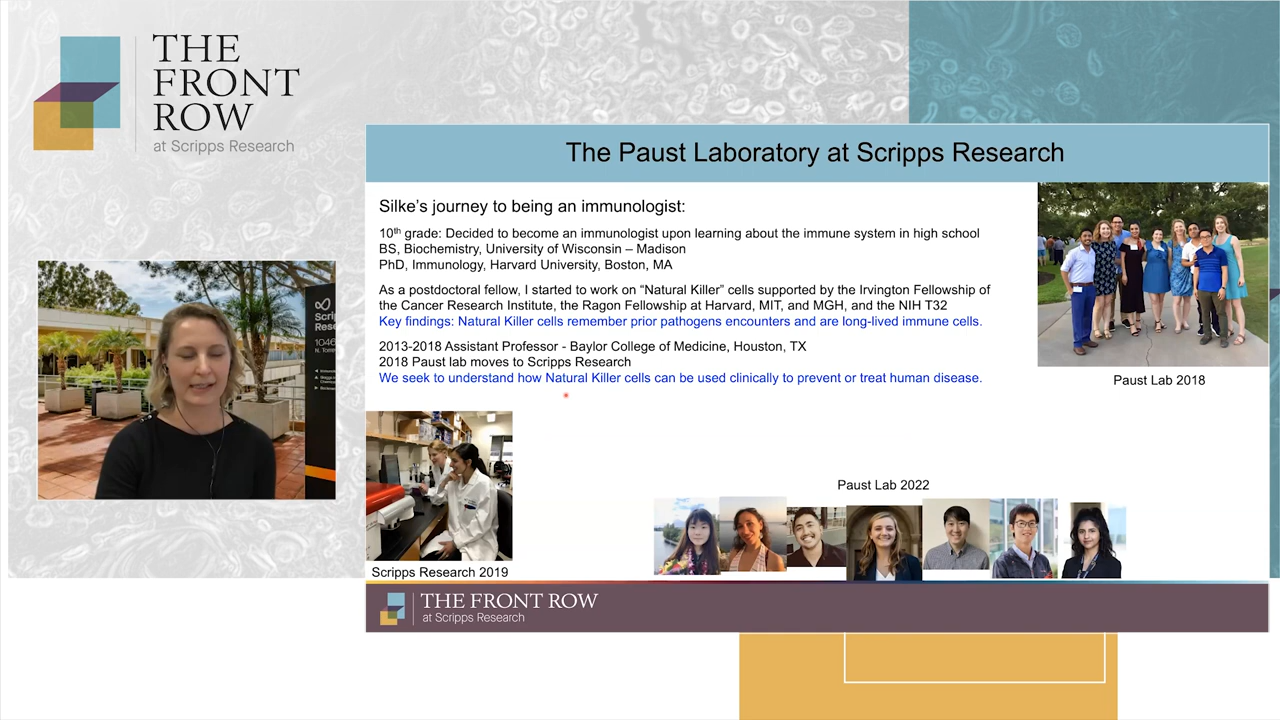 THE
FRONT
ROW
at Scripps Research
The Paust Laboratory at Scripps Research
Silke's journey to being an immunologist:
10th grade: Decided to become an immunologist upon learning about the immune system in high school
BS, Biochemistry, University of Wisconsin – Madison
PhD, Immunology, Harvard University, Boston, MA
As a postdoctoral fellow, I started to work on “Natural Killer” cells supported by the Irvington Fellowship of
the Cancer Research Institute, the Ragon Fellowship at Harvard, MIT, and MGH, and the NIH T32
Key findings: Natural Killer cells remember prior pathogens encounters and are long-lived immune cells.
2013-2018 Assistant Professor - Baylor College of Medicine, Houston, TX
2018 Paust lab moves to Scripps Research
We seek to understand how Natural Killer cells can be used clinically to prevent or treat human disease.
Paust Lab 2018
Paust Lab 2022
Scripps Research 2019
THE FRONT ROW
at Scripps Research